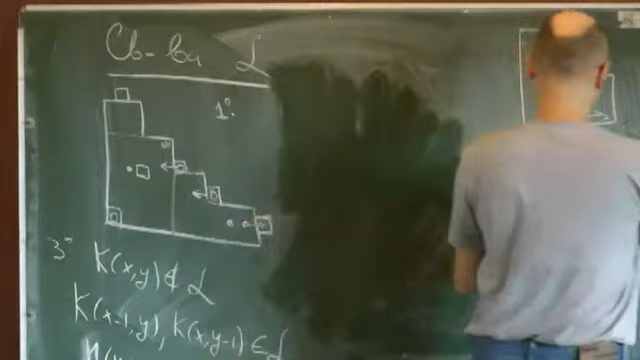 Св-ва 𝓛
1°.
3°
K(x,y) ∉ 𝓛
K(x-1,y), K(x,y-1) ∈ 𝓛